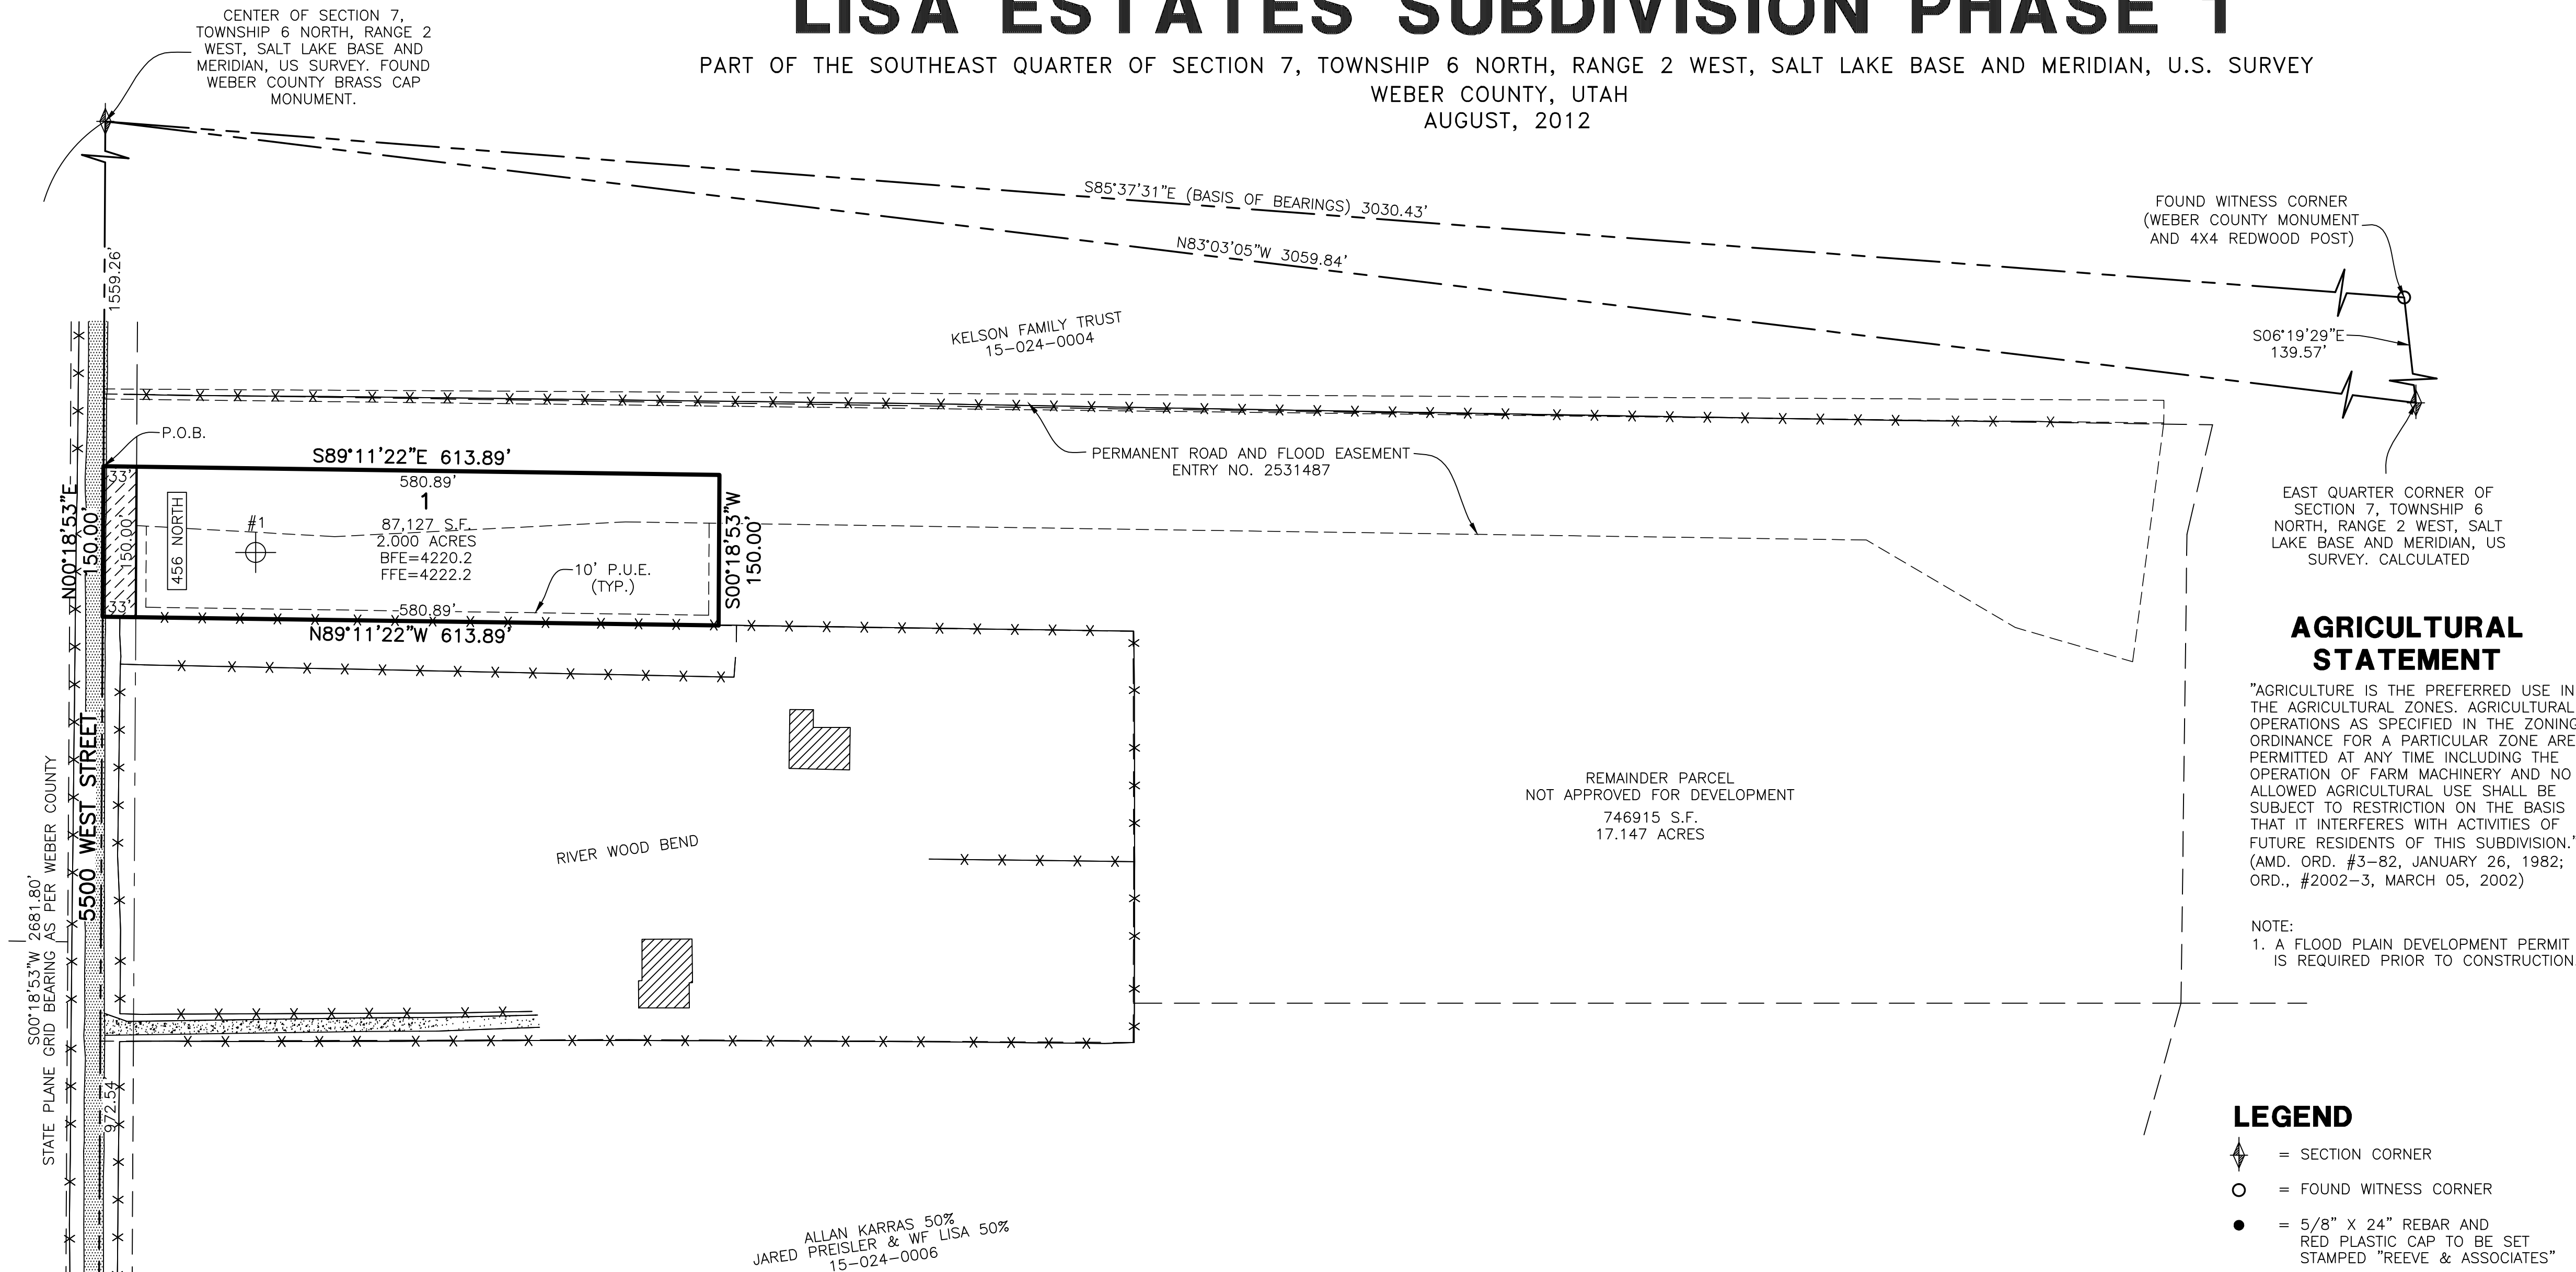 LISA ESTATES SUBDIVISION PHASE 1
PART OF THE SOUTHEAST QUARTER OF SECTION 7, TOWNSHIP 6 NORTH, RANGE 2 WEST, SALT LAKE BASE AND MERIDIAN, U.S. SURVEY
WEBER COUNTY, UTAH
AUGUST, 2012
CENTER OF SECTION 7,
TOWNSHIP 6 NORTH, RANGE 2
WEST, SALT LAKE BASE AND
MERIDIAN, US SURVEY. FOUND
WEBER COUNTY BRASS CAP
MONUMENT.
S85°37'31"E (BASIS OF BEARINGS) 3030.43'
N83°03'05"W 3059.84'
FOUND WITNESS CORNER
(WEBER COUNTY MONUMENT
AND 4X4 REDWOOD POST)
S06°19'29"E
139.57'
1559.26'
KELSON FAMILY TRUST
15-024-0004
P.O.B.
PERMANENT ROAD AND FLOOD EASEMENT
ENTRY NO. 2531487
S89°11'22"E 613.89'
33'
580.89'
1
87,127 S.F.
2.000 ACRES
BFE=4220.2
FFE=4222.2
#1
456 NORTH
N00°18'53"E
150.00'
150.00'
S00°18'53"W
150.00'
10' P.U.E.
(TYP.)
33'
580.89'
N89°11'22"W 613.89'
EAST QUARTER CORNER OF
SECTION 7, TOWNSHIP 6
NORTH, RANGE 2 WEST, SALT
LAKE BASE AND MERIDIAN, US
SURVEY. CALCULATED
AGRICULTURAL
STATEMENT
"AGRICULTURE IS THE PREFERRED USE IN
THE AGRICULTURAL ZONES. AGRICULTURAL
OPERATIONS AS SPECIFIED IN THE ZONING
ORDINANCE FOR A PARTICULAR ZONE ARE
PERMITTED AT ANY TIME INCLUDING THE
OPERATION OF FARM MACHINERY AND NO
ALLOWED AGRICULTURAL USE SHALL BE
SUBJECT TO RESTRICTION ON THE BASIS
THAT IT INTERFERES WITH ACTIVITIES OF
FUTURE RESIDENTS OF THIS SUBDIVISION."
(AMD. ORD. #3-82, JANUARY 26, 1982;
ORD., #2002-3, MARCH 05, 2002)
NOTE:
1. A FLOOD PLAIN DEVELOPMENT PERMIT
IS REQUIRED PRIOR TO CONSTRUCTION
REMAINDER PARCEL
NOT APPROVED FOR DEVELOPMENT
746915 S.F.
17.147 ACRES
RIVER WOOD BEND
5500 WEST STREET
S00°18'53"W 2681.80'
STATE PLANE GRID BEARING AS PER WEBER COUNTY
972.54'
ALLAN KARRAS 50%
JARED PREISLER & WF LISA 50%
15-024-0006
LEGEND
= SECTION CORNER
= FOUND WITNESS CORNER
= 5/8" X 24" REBAR AND
RED PLASTIC CAP TO BE SET
STAMPED "REEVE & ASSOCIATES"